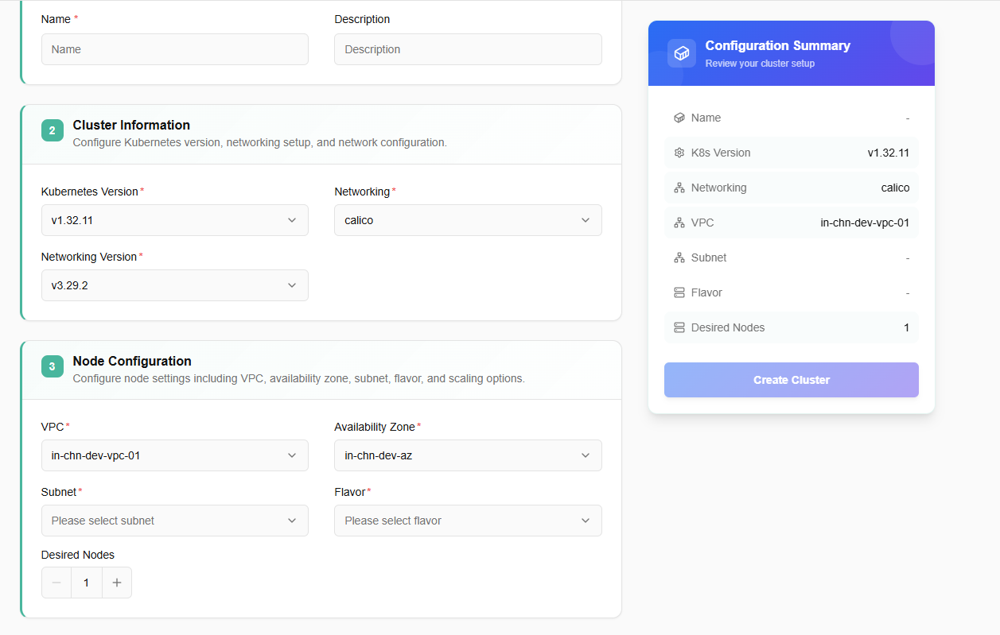 Name *
Description
Name
Description
2
Cluster Information
Configure Kubernetes version, networking setup, and network configuration.
Kubernetes Version *
Networking *
v1.32.11
calico
Networking Version *
v3.29.2
3
Node Configuration
Configure node settings including VPC, availability zone, subnet, flavor, and scaling options.
VPC *
Availability Zone *
in-chn-dev-vpc-01
in-chn-dev-az
Subnet *
Flavor *
Please select subnet
Please select flavor
Desired Nodes
− 1 +
Configuration Summary
Review your cluster setup
Name -
K8s Version v1.32.11
Networking calico
VPC in-chn-dev-vpc-01
Subnet -
Flavor -
Desired Nodes 1
Create Cluster